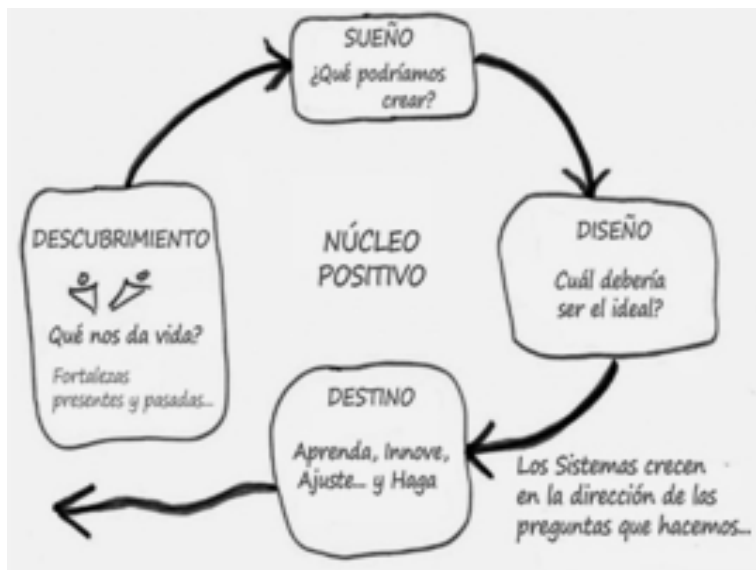 SUEÑO
¿Qué podríamos
crear?
DESCUBRIMIENTO
Qué nos da vida?
Fortalezas
presentes y pasadas...
NÚCLEO
POSITIVO
DISEÑO
Cuál debería
ser el ideal?
DESTINO
Aprenda, Innove,
Ajuste... y Haga
Los Sistemas crecen
en la dirección de las
preguntas que hacemos...